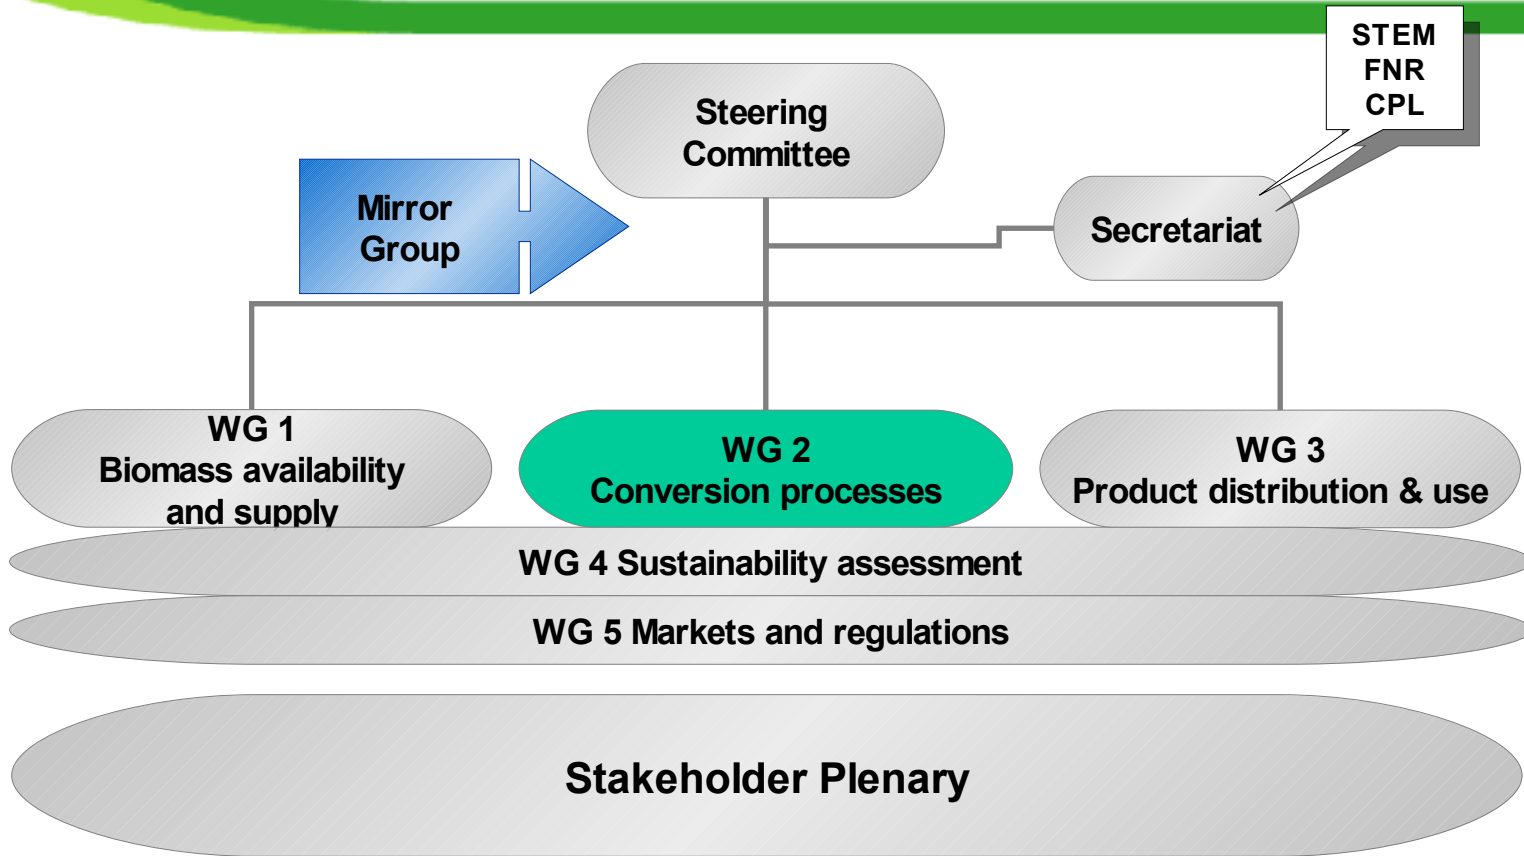 STEM
FNR
CPL
Steering
Committee
Mirror
Group
Secretariat
WG 1
Biomass availability
and supply
WG 2
Conversion processes
WG 3
Product distribution & use
WG 4 Sustainability assessment
WG 5 Markets and regulations
Stakeholder Plenary